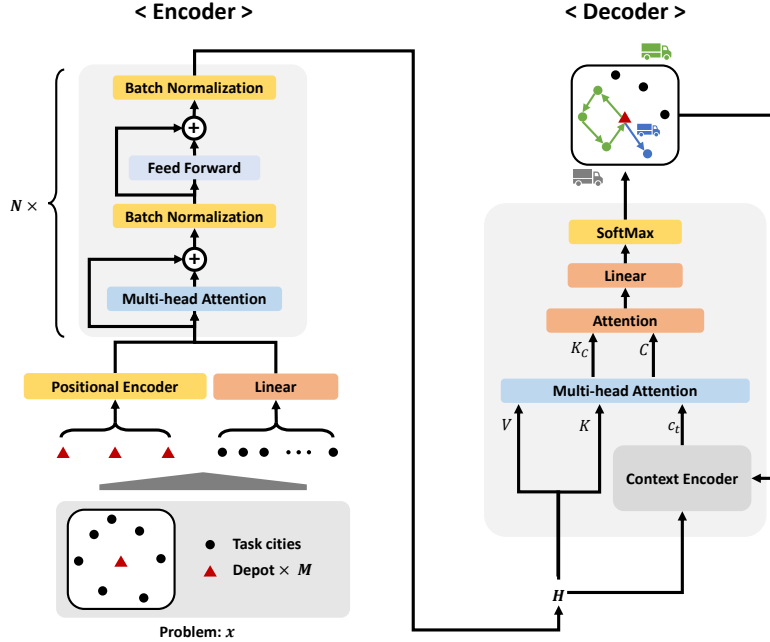 < Encoder >
Batch Normalization
+
Feed Forward
N ×
Batch Normalization
+
Multi-head Attention
Positional Encoder
Linear
Task cities
Depot × M
Problem: x
< Decoder >
SoftMax
Linear
Attention
K_C
C
Multi-head Attention
V
K
c_t
Context Encoder
H